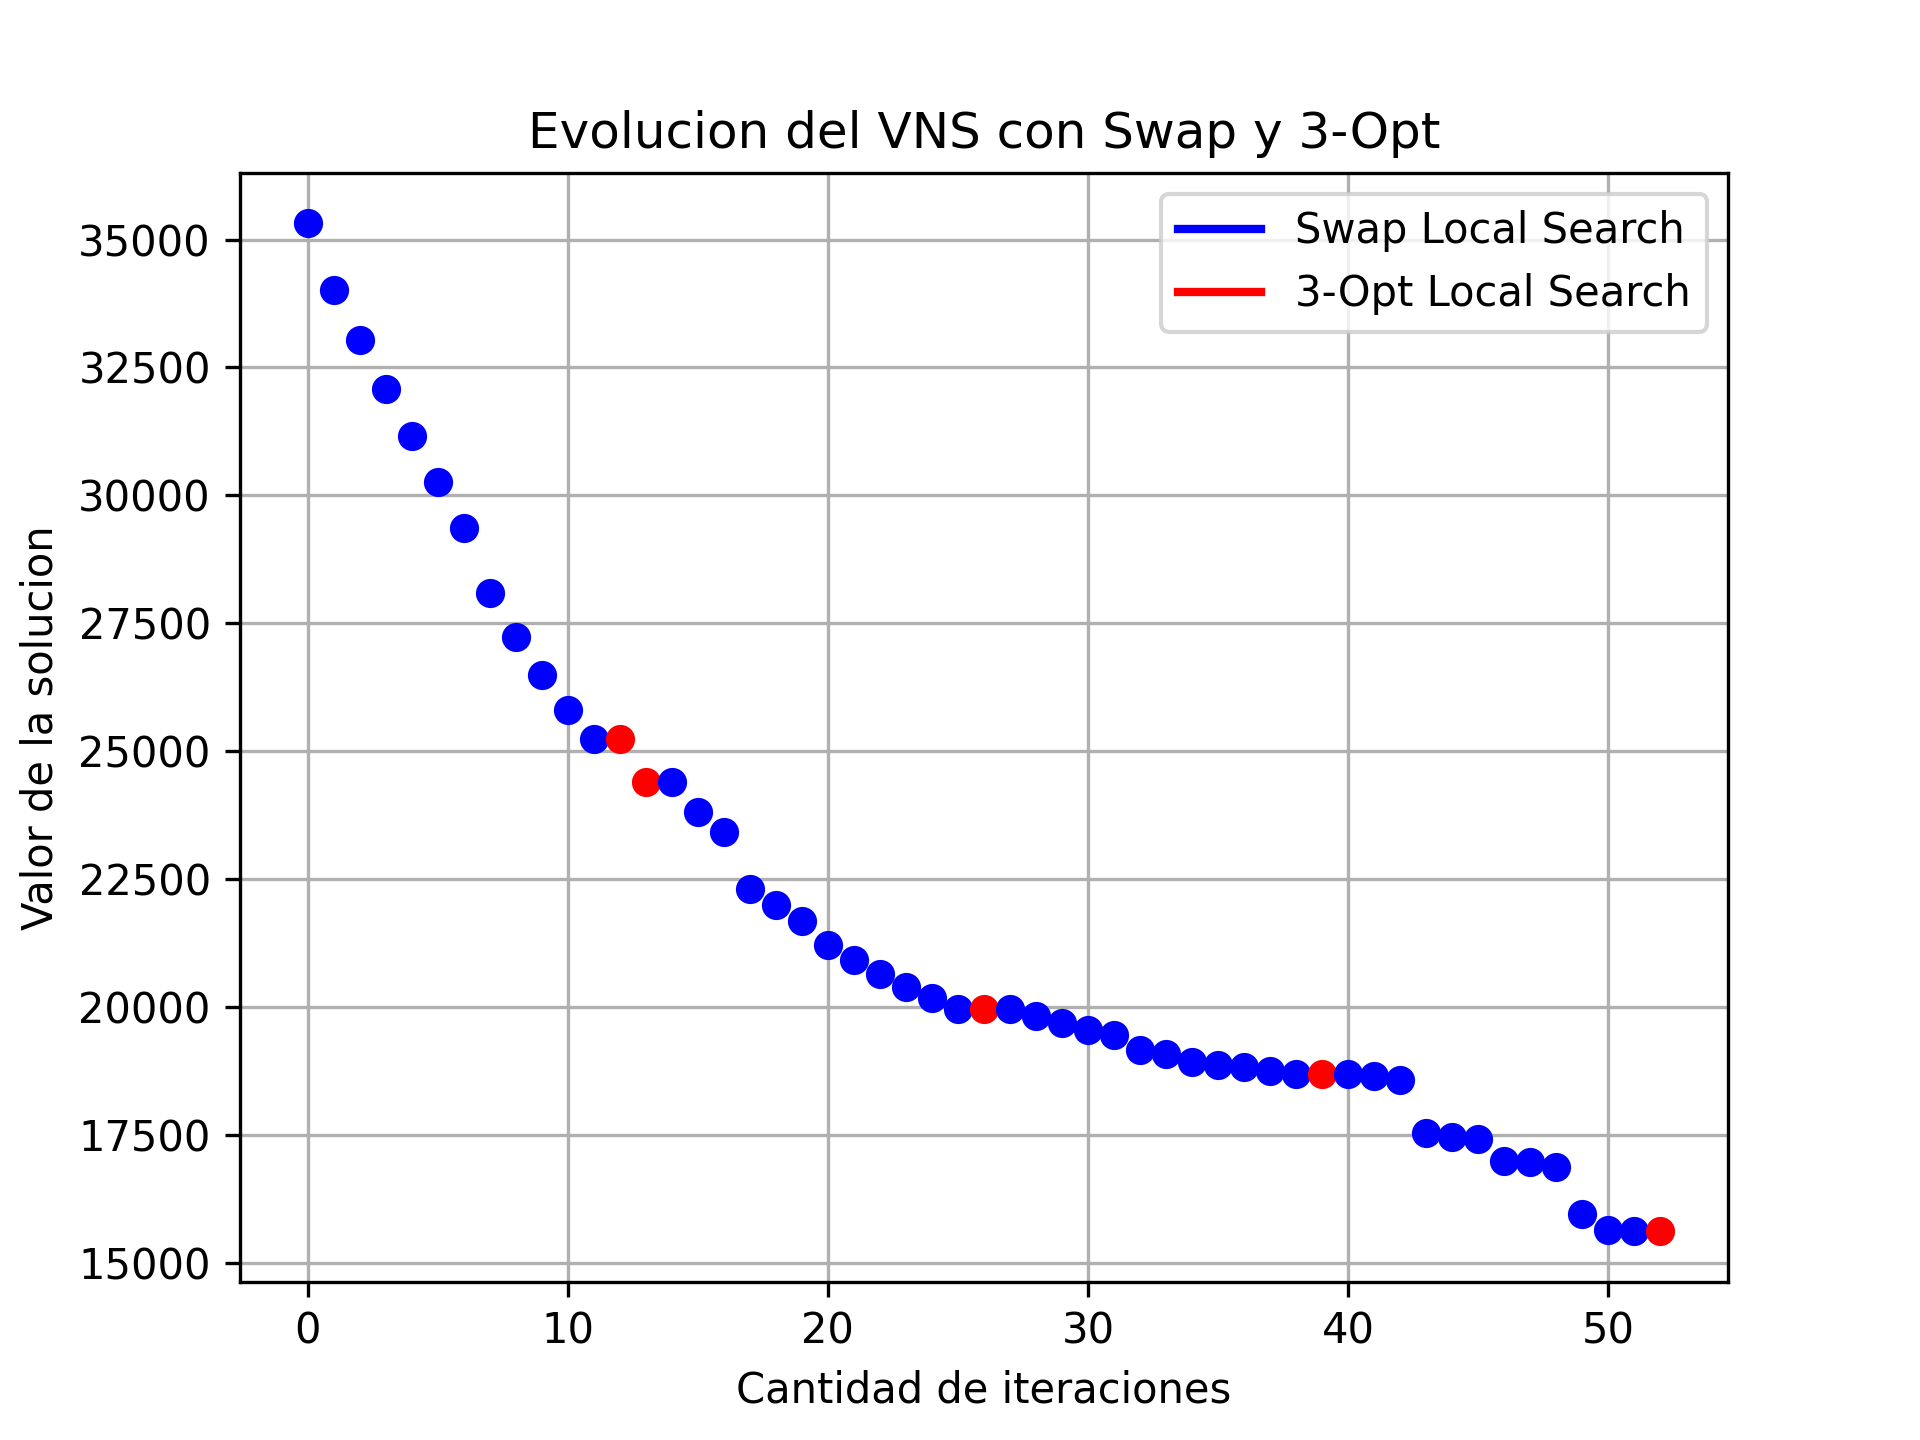 Evolucion del VNS con Swap y 3-Opt
Swap Local Search
3-Opt Local Search
35000
32500
30000
27500
25000
22500
20000
17500
15000
Valor de la solucion
0 10 20 30 40 50
Cantidad de iteraciones